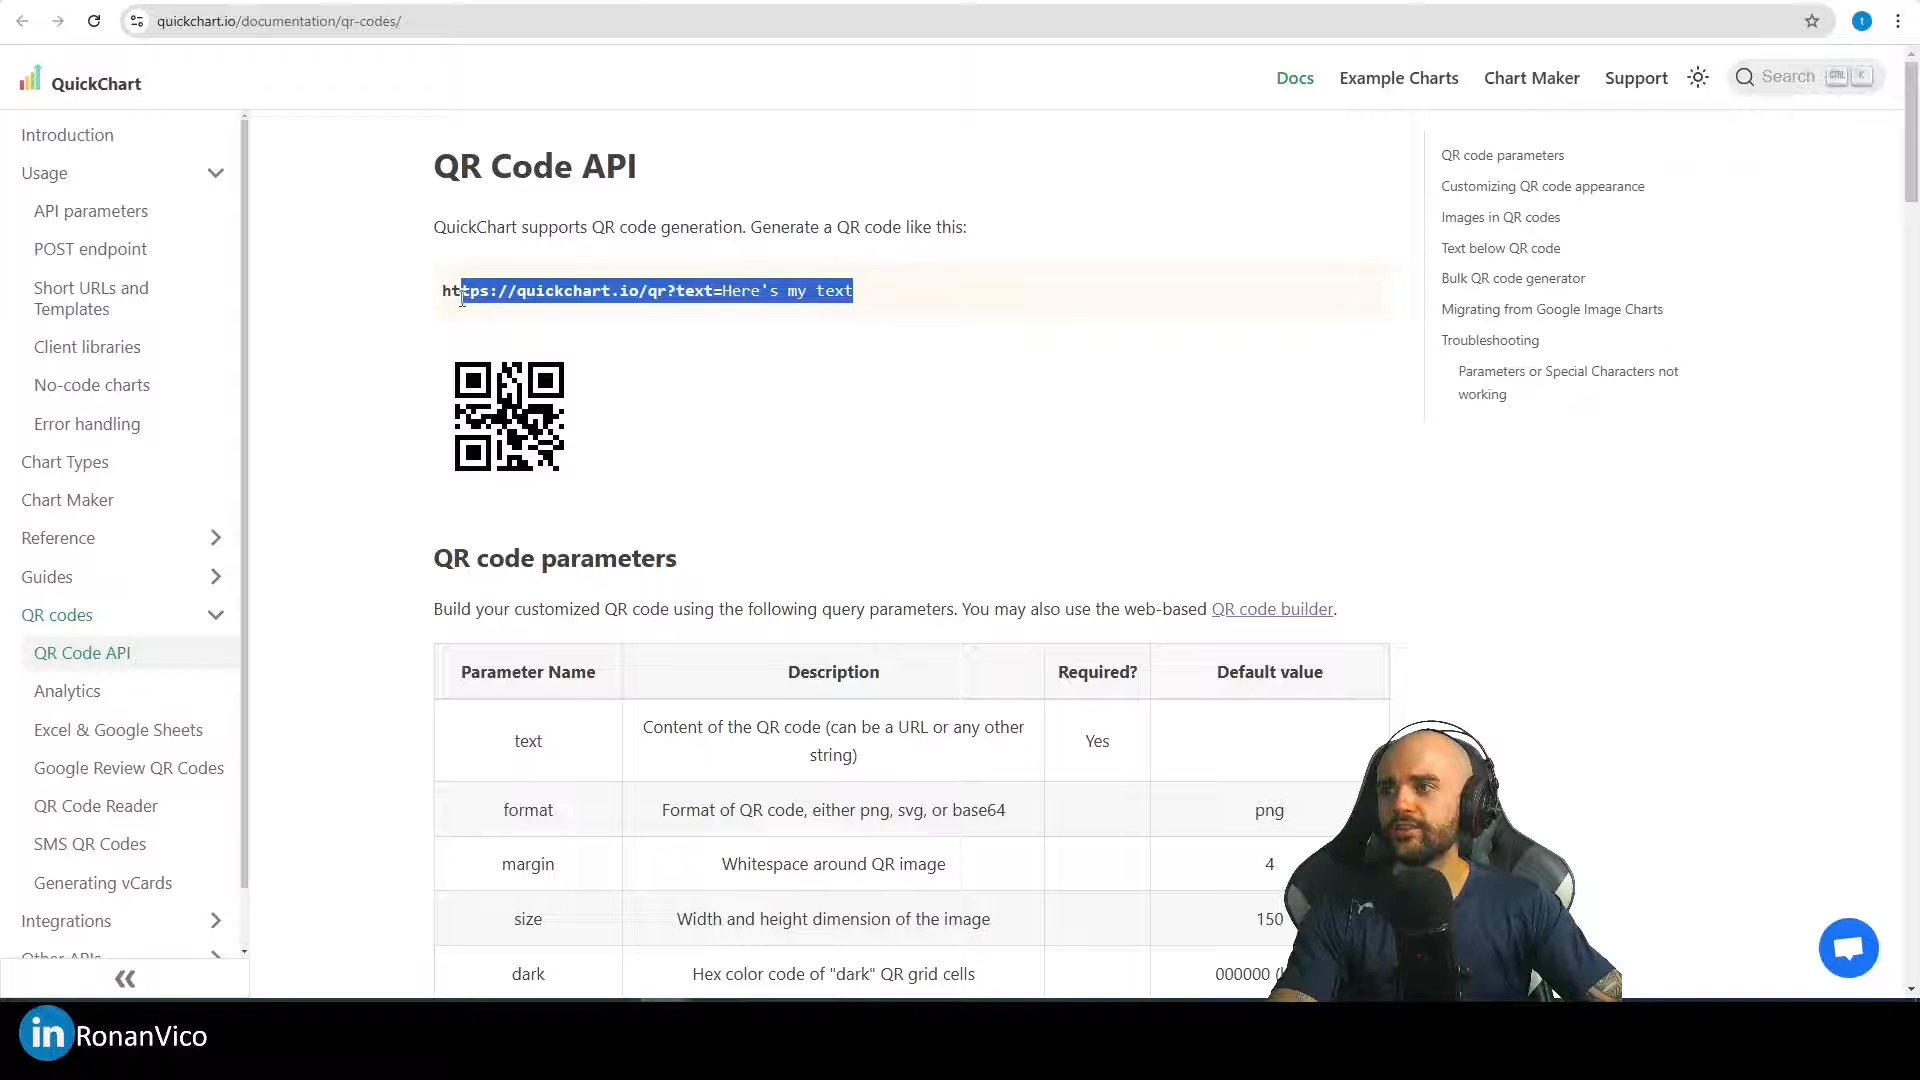 quickchart.io/documentation/qr-codes/
t
QuickChart
Docs
Example Charts
Chart Maker
Support
Search
CTRL
K
Introduction
Usage
API parameters
POST endpoint
Short URLs and
Templates
Client libraries
No-code charts
Error handling
Chart Types
Chart Maker
Reference
Guides
QR codes
QR Code API
Analytics
Excel & Google Sheets
Google Review QR Codes
QR Code Reader
SMS QR Codes
Generating vCards
Integrations
Other APIs
QR Code API
QuickChart supports QR code generation. Generate a QR code like this:
https://quickchart.io/qr?text=Here's my text
QR code parameters
Build your customized QR code using the following query parameters. You may also use the web-based QR code builder.
Parameter Name Description Required? Default value
text Content of the QR code (can be a URL or any other
string) Yes
format Format of QR code, either png, svg, or base64 png
margin Whitespace around QR image 4
size Width and height dimension of the image 150
dark Hex color code of "dark" QR grid cells 000000
QR code parameters
Customizing QR code appearance
Images in QR codes
Text below QR code
Bulk QR code generator
Migrating from Google Image Charts
Troubleshooting
Parameters or Special Characters not
working
in RonanVico